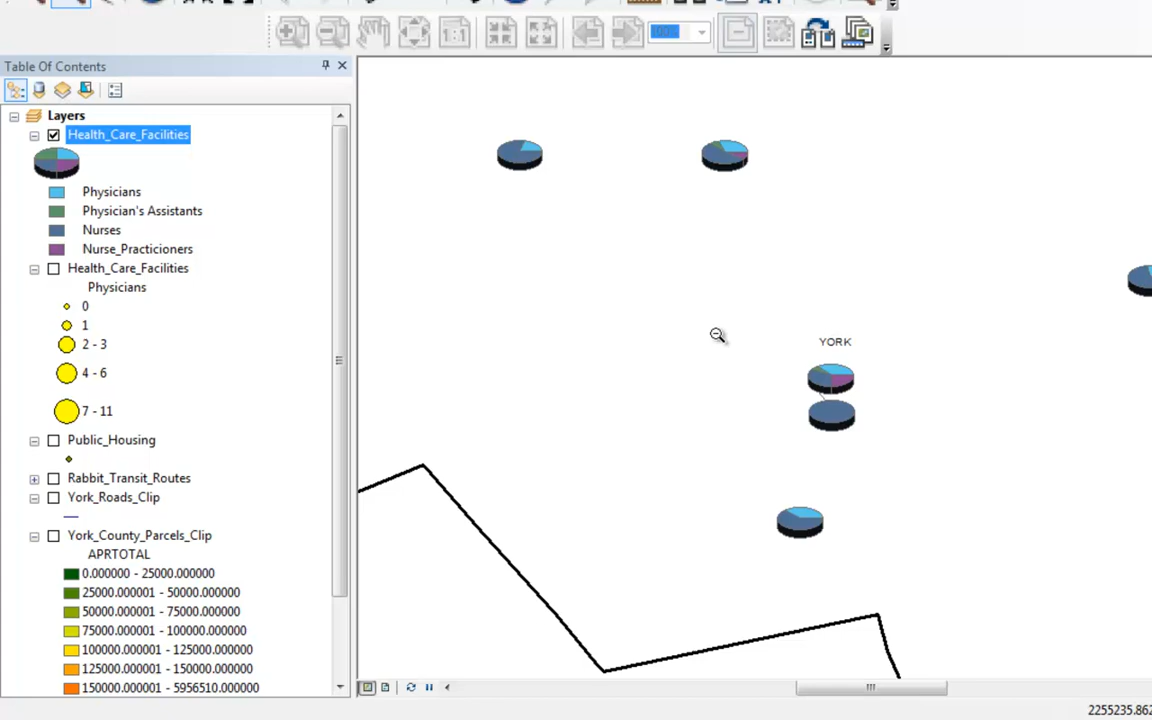 100%
Table Of Contents
Layers
Health_Care_Facilities
Physicians
Physician's Assistants
Nurses
Nurse_Practicioners
Health_Care_Facilities
Physicians
0
1
2 - 3
4 - 6
7 - 11
Public_Housing
Rabbit_Transit_Routes
York_Roads_Clip
York_County_Parcels_Clip
APRTOTAL
0.000000 - 25000.000000
25000.000001 - 50000.000000
50000.000001 - 75000.000000
75000.000001 - 100000.000000
100000.000001 - 125000.000000
125000.000001 - 150000.000000
150000.000001 - 5956510.000000
YORK
2255235.862